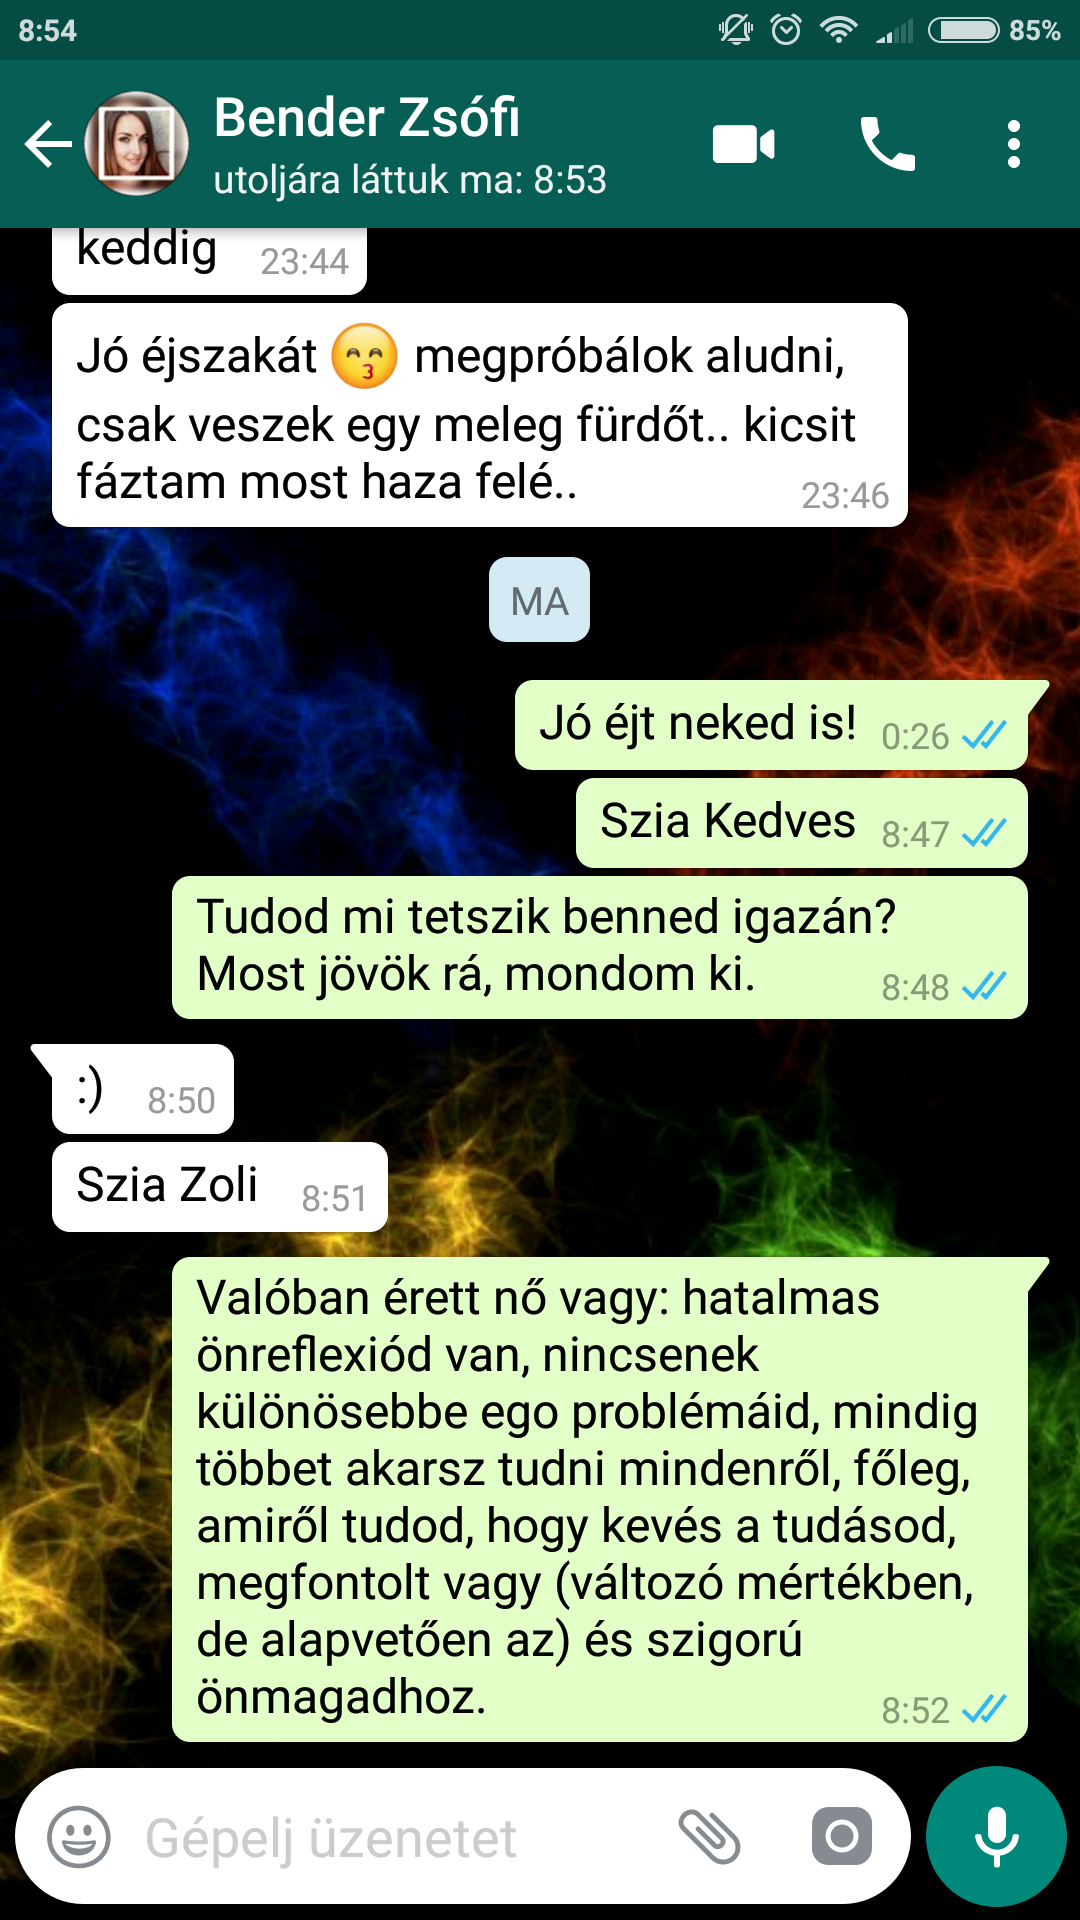 8:54
85%
Bender Zsófi
utoljára láttuk ma: 8:53
keddig
23:44
Jó éjszakát 😙 megpróbálok aludni,
csak veszek egy meleg fürdőt.. kicsit
fáztam most haza felé..
23:46
MA
Jó éjt neked is!
0:26
Szia Kedves
8:47
Tudod mi tetszik benned igazán?
Most jövök rá, mondom ki.
8:48
:)
8:50
Szia Zoli
8:51
Valóban érett nő vagy: hatalmas
önreflexiód van, nincsenek
különösebbe ego problémáid, mindig
többet akarsz tudni mindenről, főleg,
amiről tudod, hogy kevés a tudásod,
megfontolt vagy (változó mértékben,
de alapvetően az) és szigorú
önmagadhoz.
8:52
Gépelj üzenetet